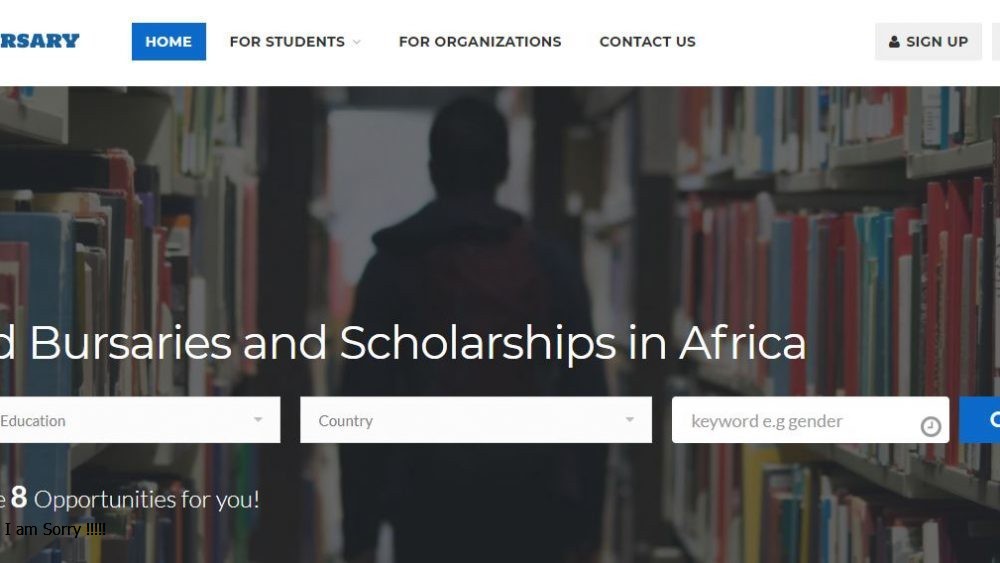 RSARY
HOME
FOR STUDENTS
FOR ORGANIZATIONS
CONTACT US
SIGN UP
d Bursaries and Scholarships in Africa
Education
Country
keyword e.g gender
e 8 Opportunities for you!
I am Sorry !!!!!